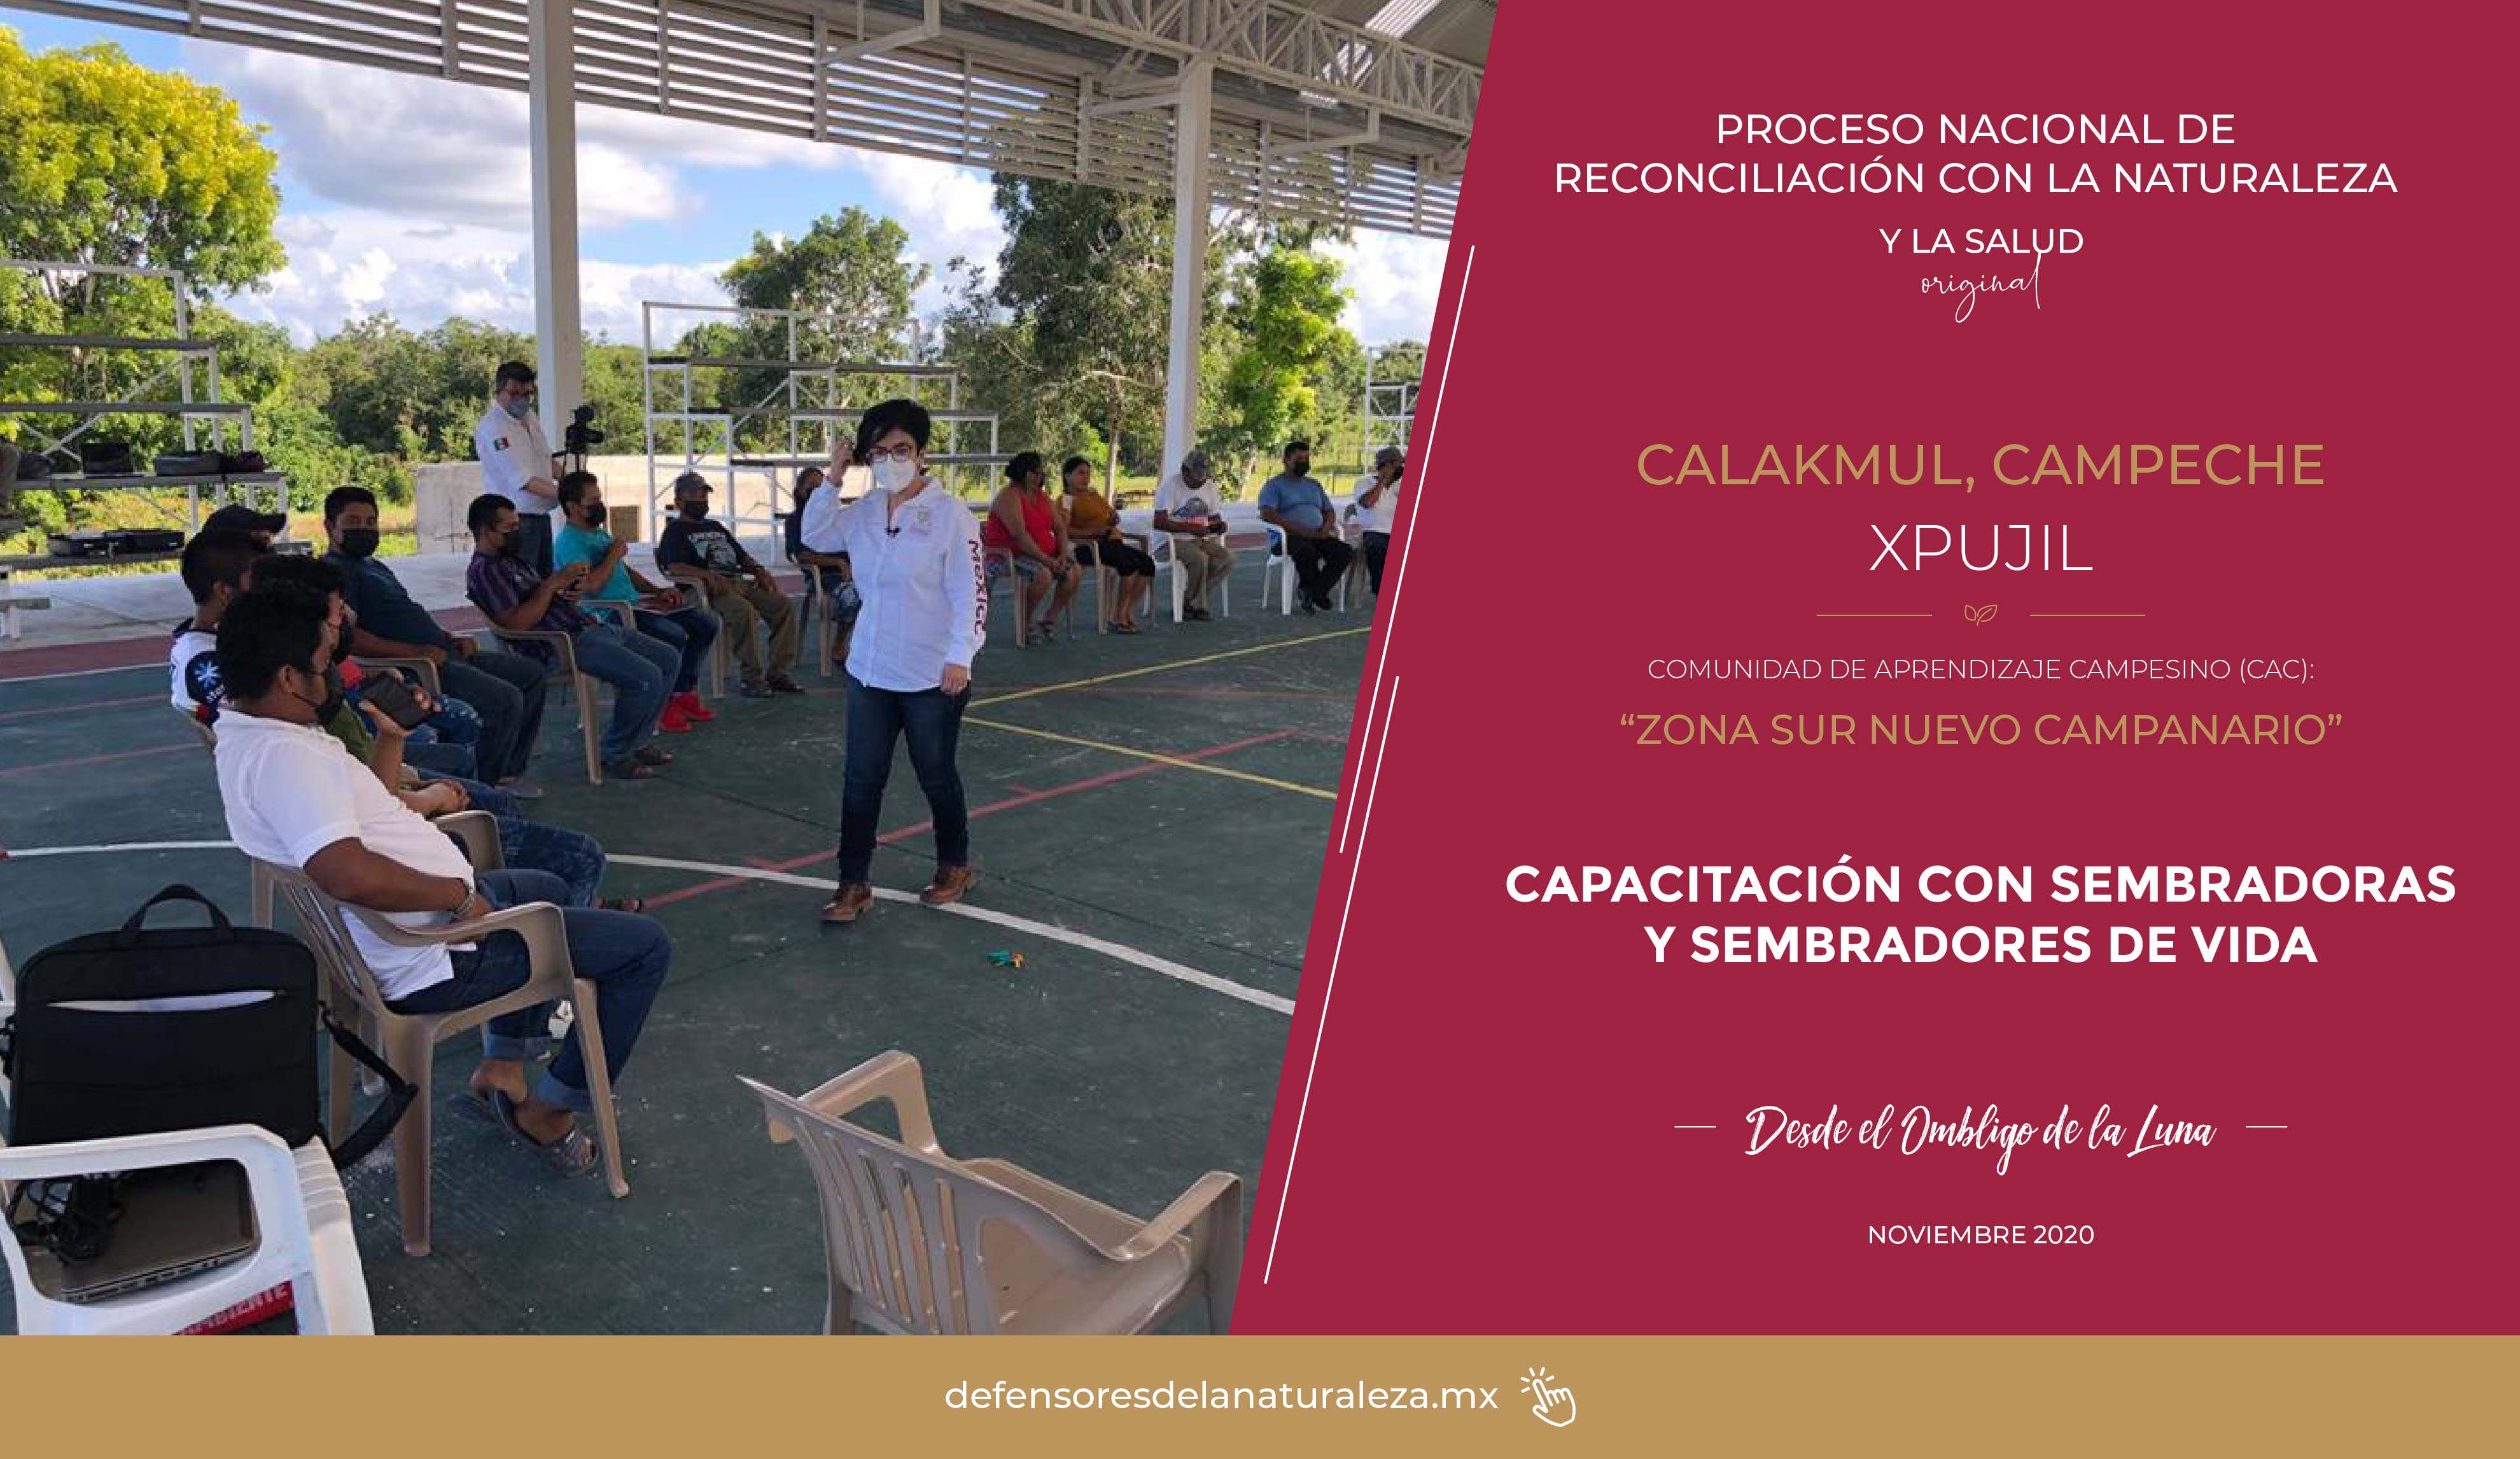 PROCESO NACIONAL DE
RECONCILIACIÓN CON LA NATURALEZA
Y LA SALUD
original
CALAKMUL, CAMPECHE
XPUJIL
COMUNIDAD DE APRENDIZAJE CAMPESINO (CAC):
“ZONA SUR NUEVO CAMPANARIO”
CAPACITACIÓN CON SEMBRADORAS
Y SEMBRADORES DE VIDA
Desde el Ombligo de la Luna
NOVIEMBRE 2020
defensoresdelanaturaleza.mx